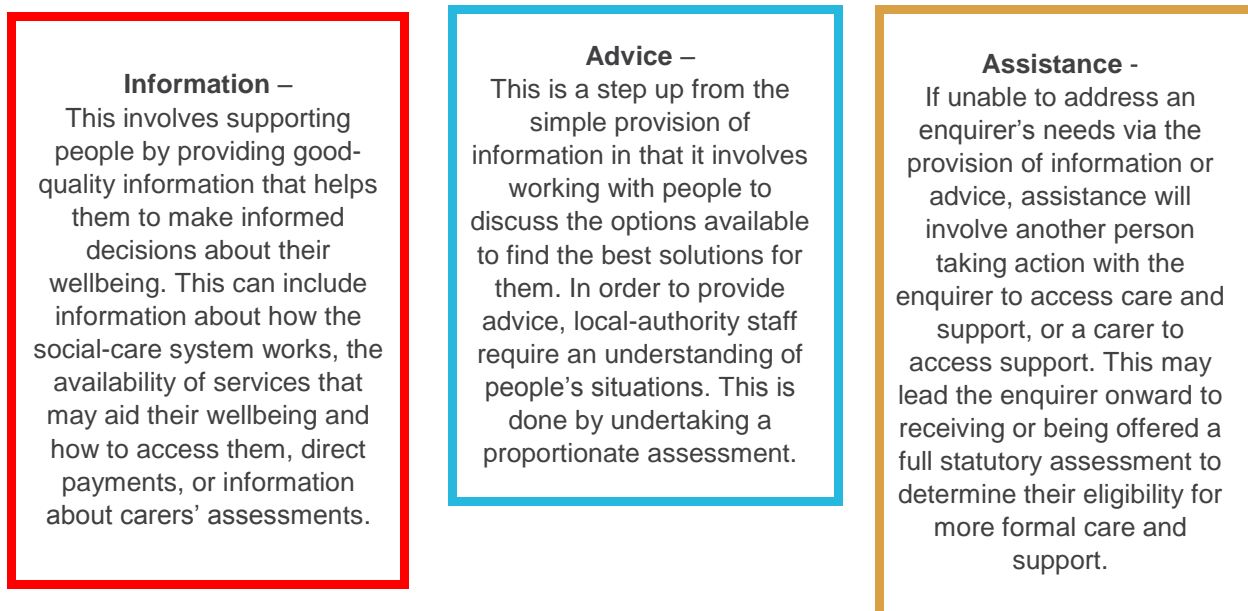 Information –
This involves supporting
people by providing good-
quality information that helps
them to make informed
decisions about their
wellbeing. This can include
information about how the
social-care system works, the
availability of services that
may aid their wellbeing and
how to access them, direct
payments, or information
about carers’ assessments.
Advice –
This is a step up from the
simple provision of
information in that it involves
working with people to
discuss the options available
to find the best solutions for
them. In order to provide
advice, local-authority staff
require an understanding of
people’s situations. This is
done by undertaking a
proportionate assessment.
Assistance -
If unable to address an
enquirer’s needs via the
provision of information or
advice, assistance will
involve another person
taking action with the
enquirer to access care and
support, or a carer to
access support. This may
lead the enquirer onward to
receiving or being offered a
full statutory assessment to
determine their eligibility for
more formal care and
support.